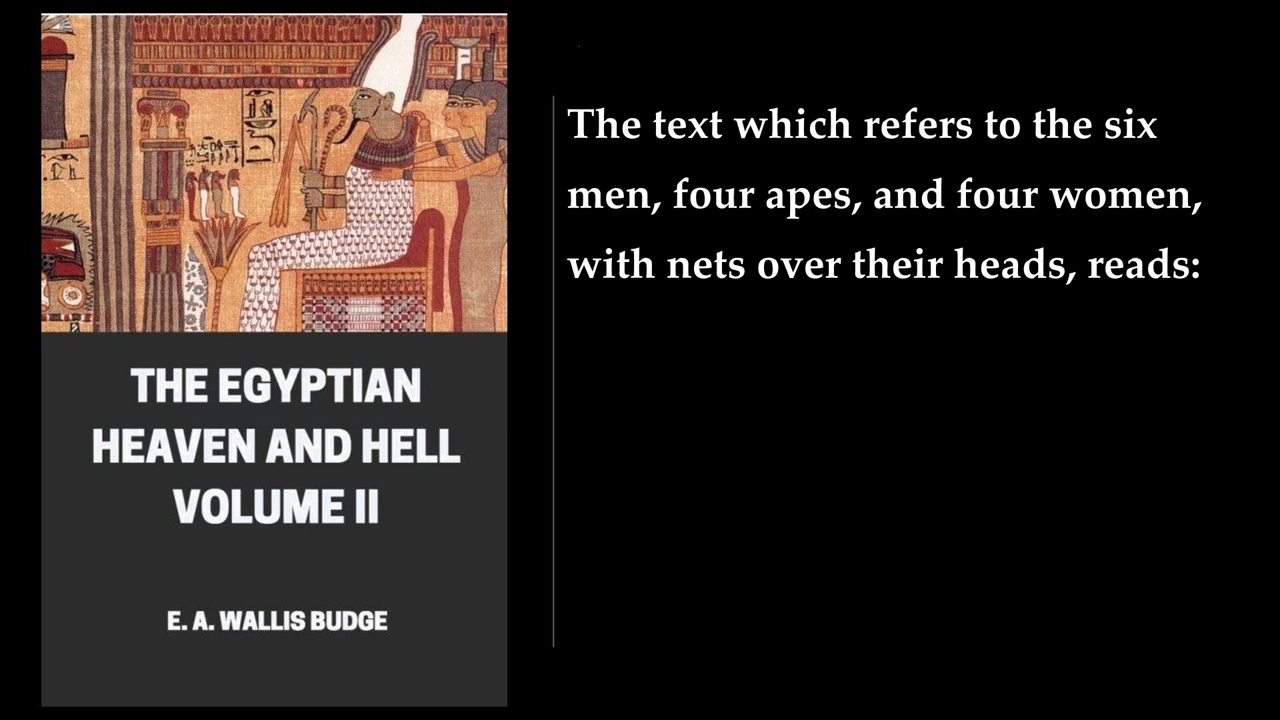 THE EGYPTIAN
HEAVEN AND HELL
VOLUME II
E. A. WALLIS BUDGE
The text which refers to the six
men, four apes, and four women,
with nets over their heads, reads: